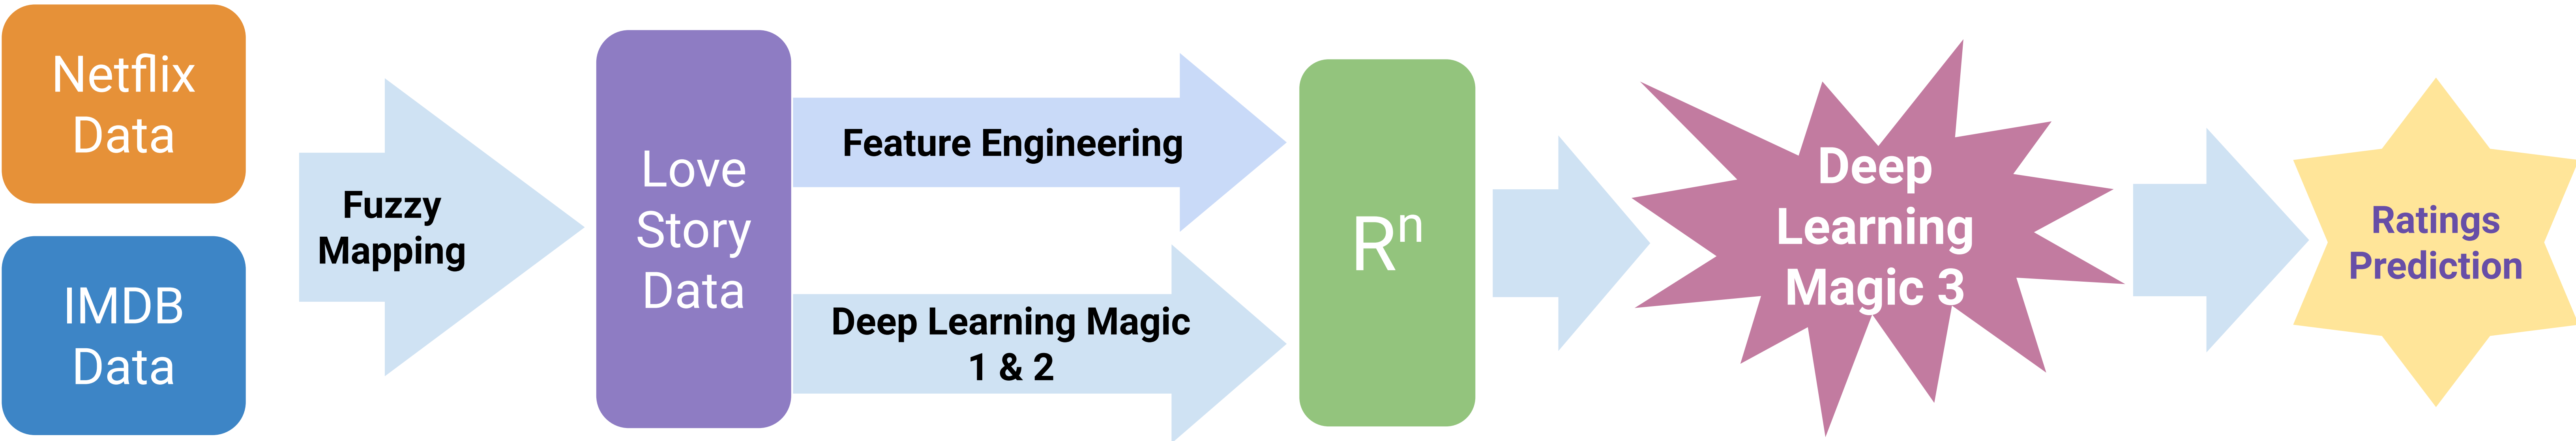 Netflix
Data
IMDB
Data
Fuzzy
Mapping
Love
Story
Data
Feature Engineering
Deep Learning Magic
1 & 2
Rⁿ
Deep
Learning
Magic 3
Ratings
Prediction